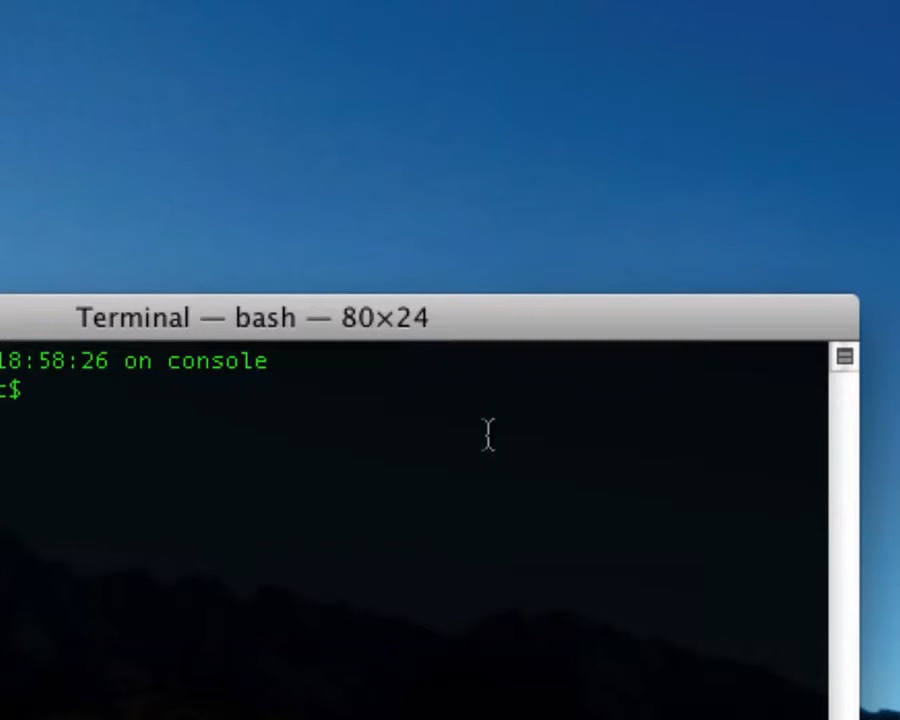 Terminal — bash — 80×24
18:58:26 on console
$